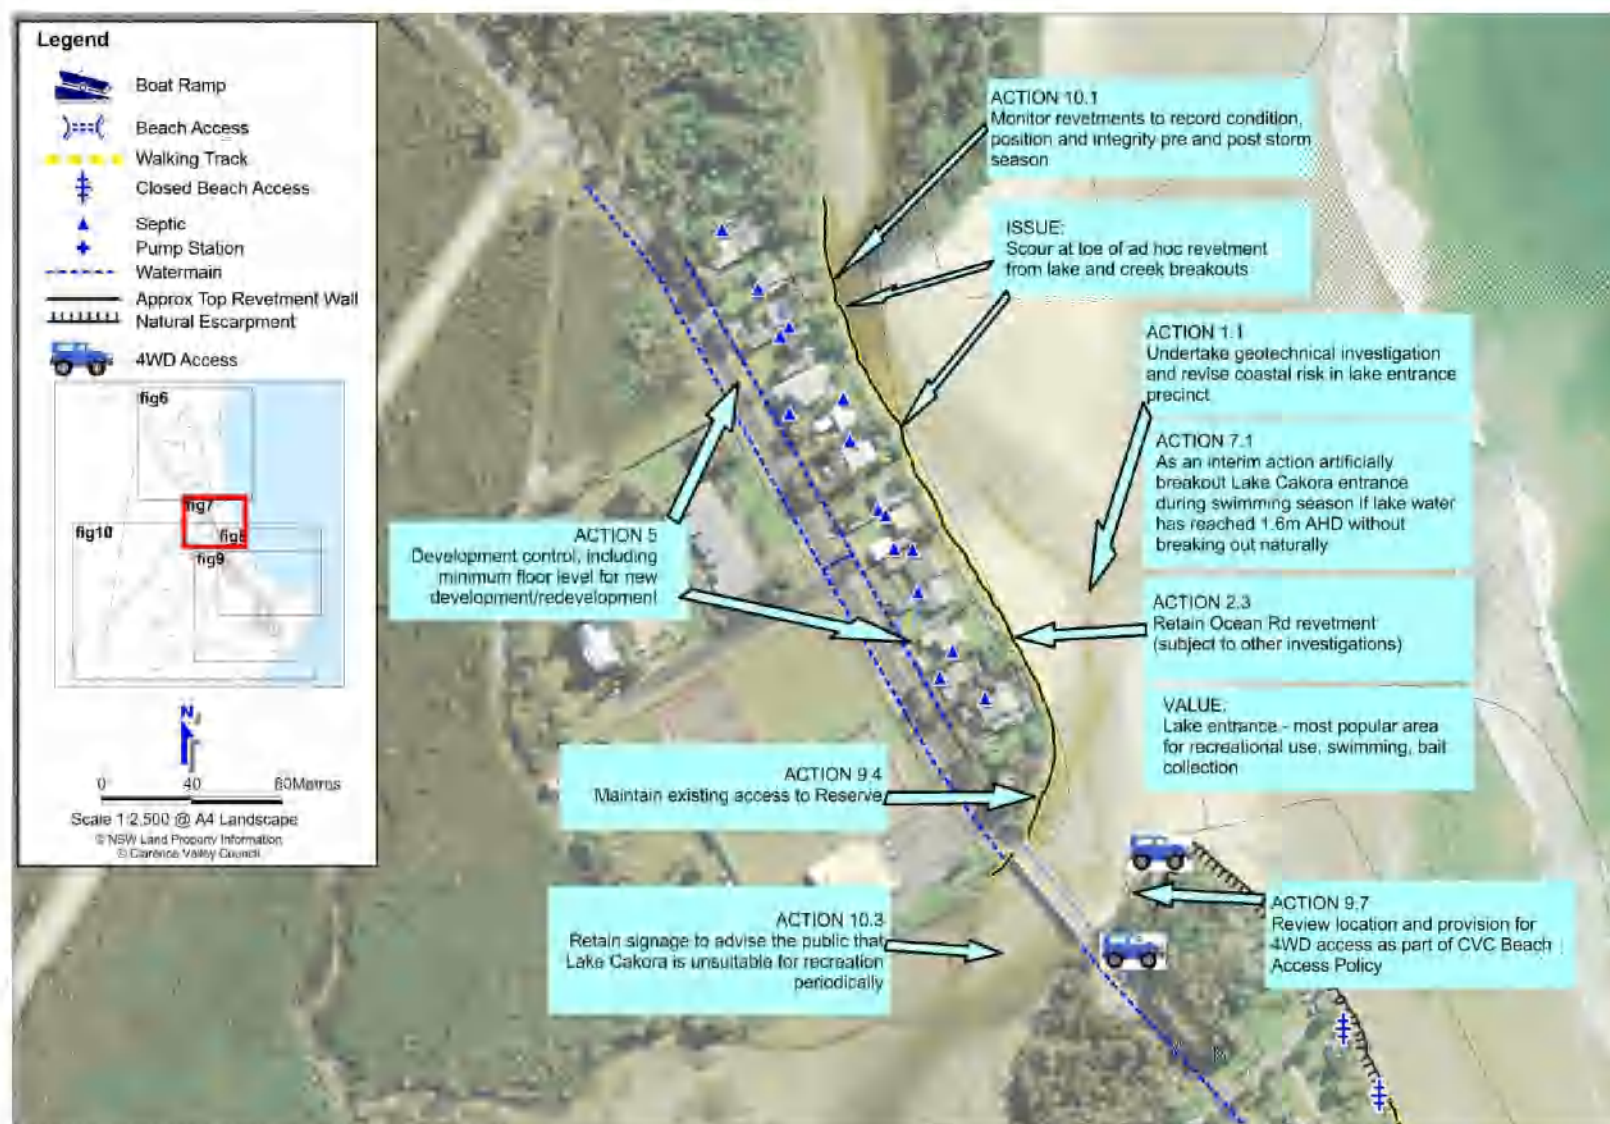 Legend
Boat Ramp
Beach Access
Walking Track
Closed Beach Access
Septic
Pump Station
Watermain
Approx Top Revetment Wall
Natural Escarpment
4WD Access
fig6
fig7
fig10
fig8
fig9
N
0 40 80Metros
Scale 1:2,500 @ A4 Landscape
© NSW Land Property Information
© Clarence Valley Council
ACTION 10.1
Monitor revetments to record condition,
position and integrity pre and post storm
season
ISSUE:
Scour at toe of ad hoc revetment
from lake and creek breakouts
ACTION 1.1
Undertake geotechnical investigation
and revise coastal risk in lake entrance
precinct
ACTION 7.1
As an interim action artificially
breakout Lake Cakora entrance
during swimming season if lake water
has reached 1.6m AHD without
breaking out naturally
ACTION 5
Development control, including
minimum floor level for new
development/redevelopment
ACTION 2.3
Retain Ocean Rd revetment
(subject to other investigations)
VALUE:
Lake entrance - most popular area
for recreational use, swimming, bait
collection
ACTION 9.4
Maintain existing access to Reserve
ACTION 10.3
Retain signage to advise the public that
Lake Cakora is unsuitable for recreation
periodically
ACTION 9.7
Review location and provision for
4WD access as part of CVC Beach
Access Policy